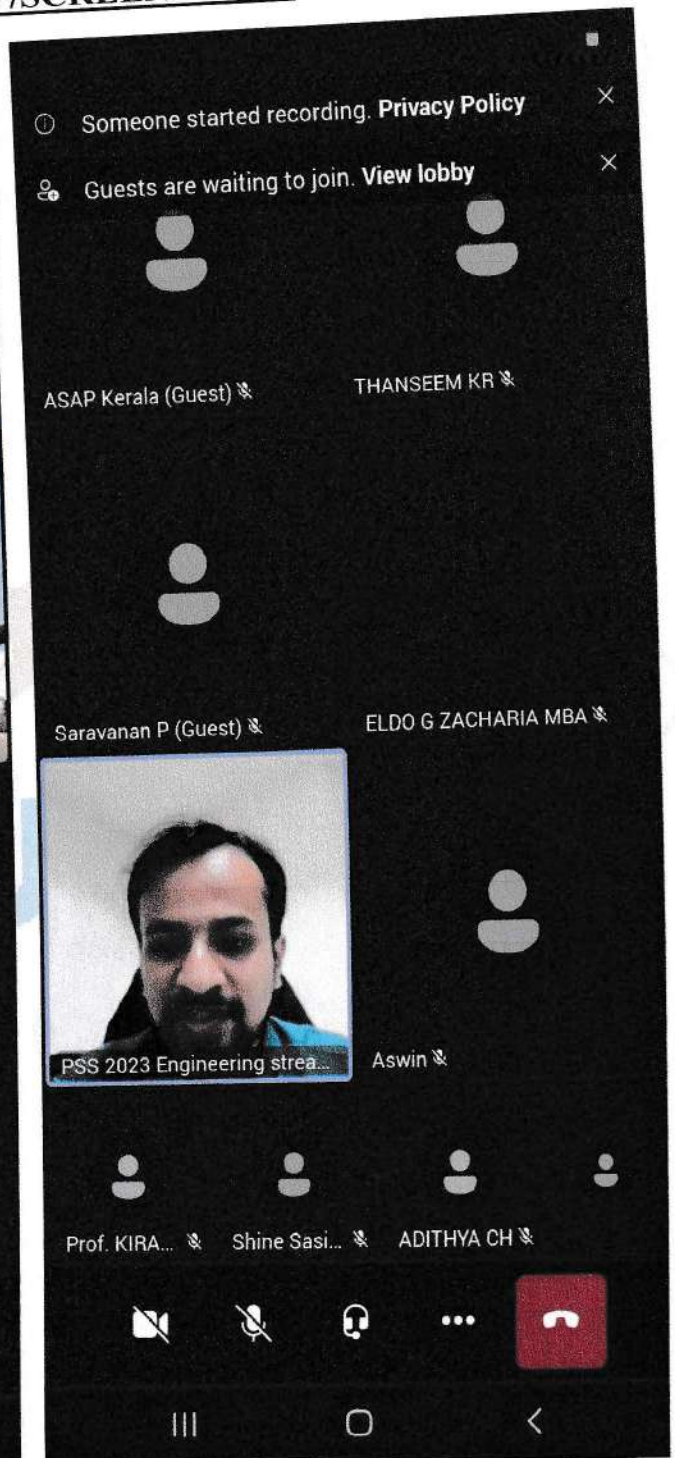 Someone started recording. Privacy Policy
Guests are waiting to join. View lobby
ASAP Kerala (Guest)
THANSEEM KR
Saravanan P (Guest)
ELDO G ZACHARIA MBA
PSS 2023 Engineering strea...
Aswin
Prof. KIRA...
Shine Sasi...
ADITHYA CH